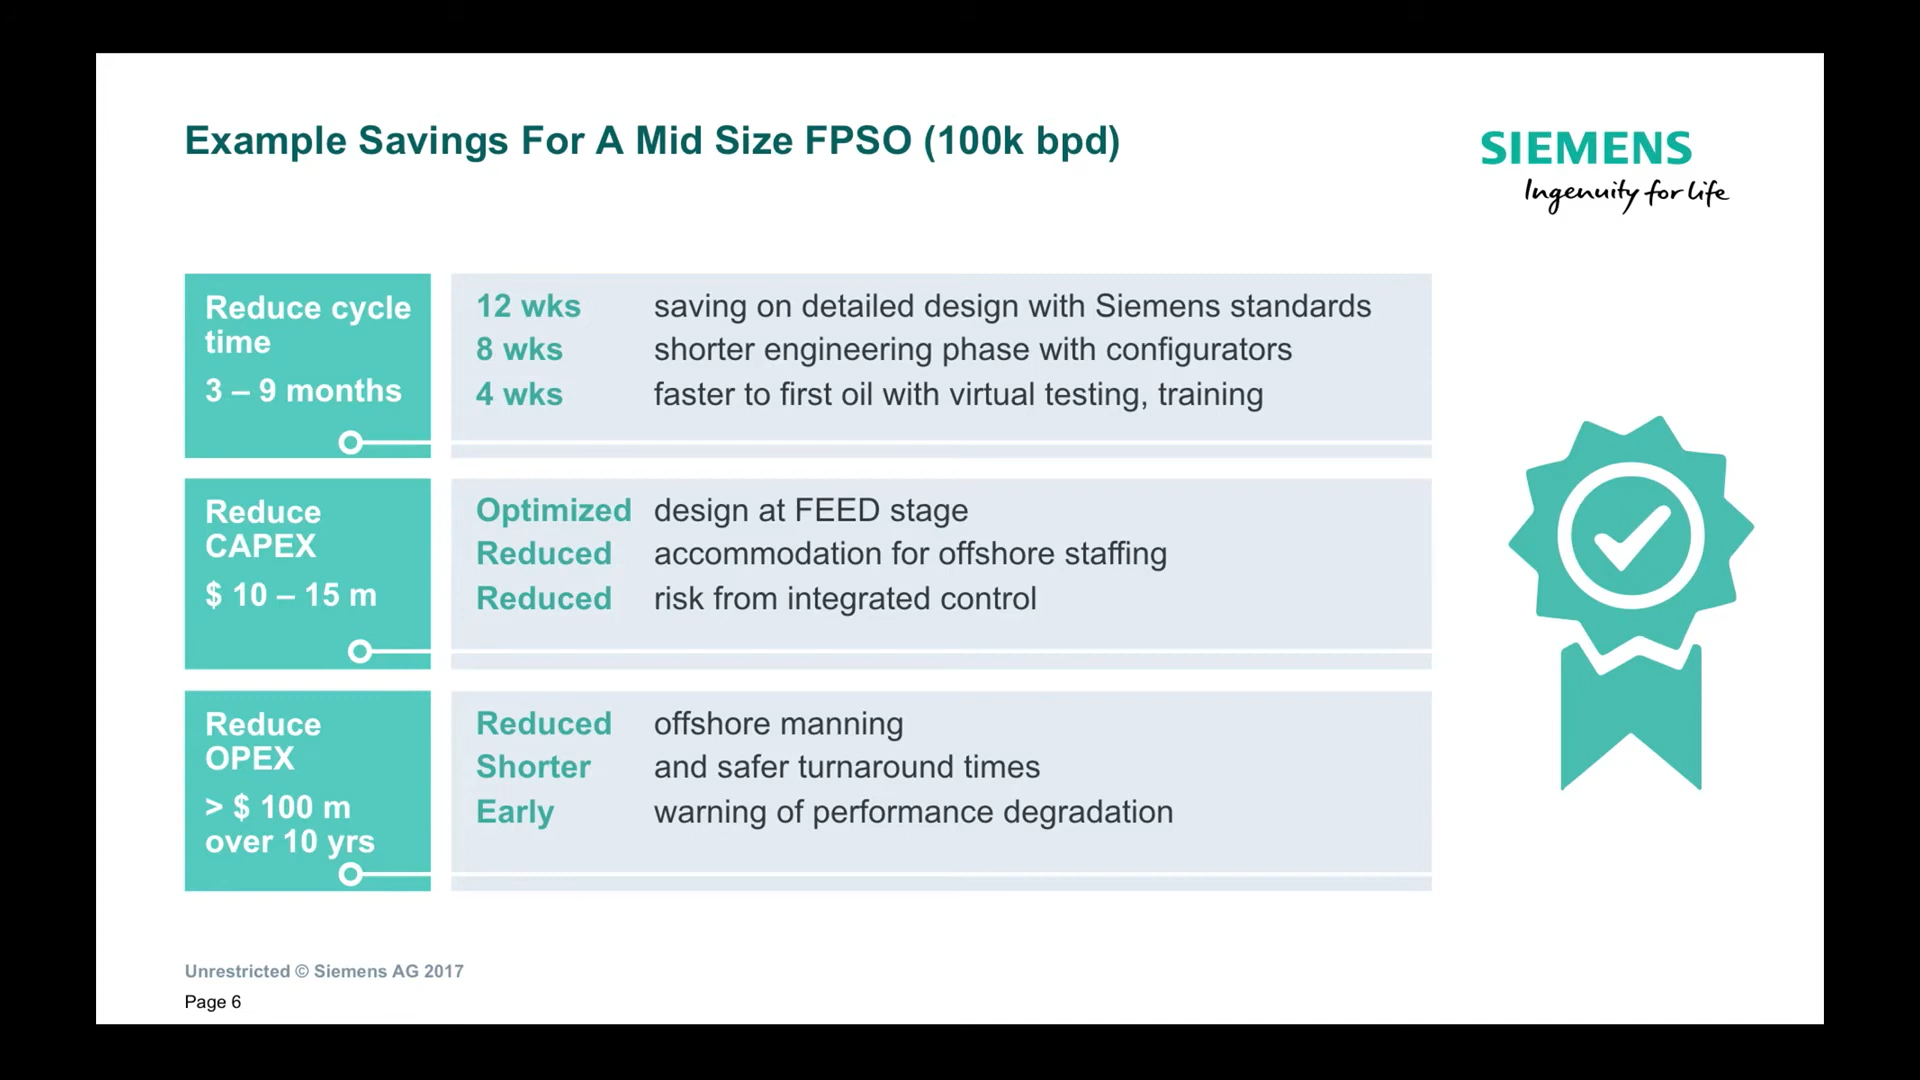 Example Savings For A Mid Size FPSO (100k bpd)
SIEMENS
Ingenuity for life
Reduce cycle
time
3 – 9 months
12 wks saving on detailed design with Siemens standards
8 wks shorter engineering phase with configurators
4 wks faster to first oil with virtual testing, training
Reduce
CAPEX
$ 10 – 15 m
Optimized design at FEED stage
Reduced accommodation for offshore staffing
Reduced risk from integrated control
Reduce
OPEX
> $ 100 m
over 10 yrs
Reduced offshore manning
Shorter and safer turnaround times
Early warning of performance degradation
Unrestricted © Siemens AG 2017
Page 6